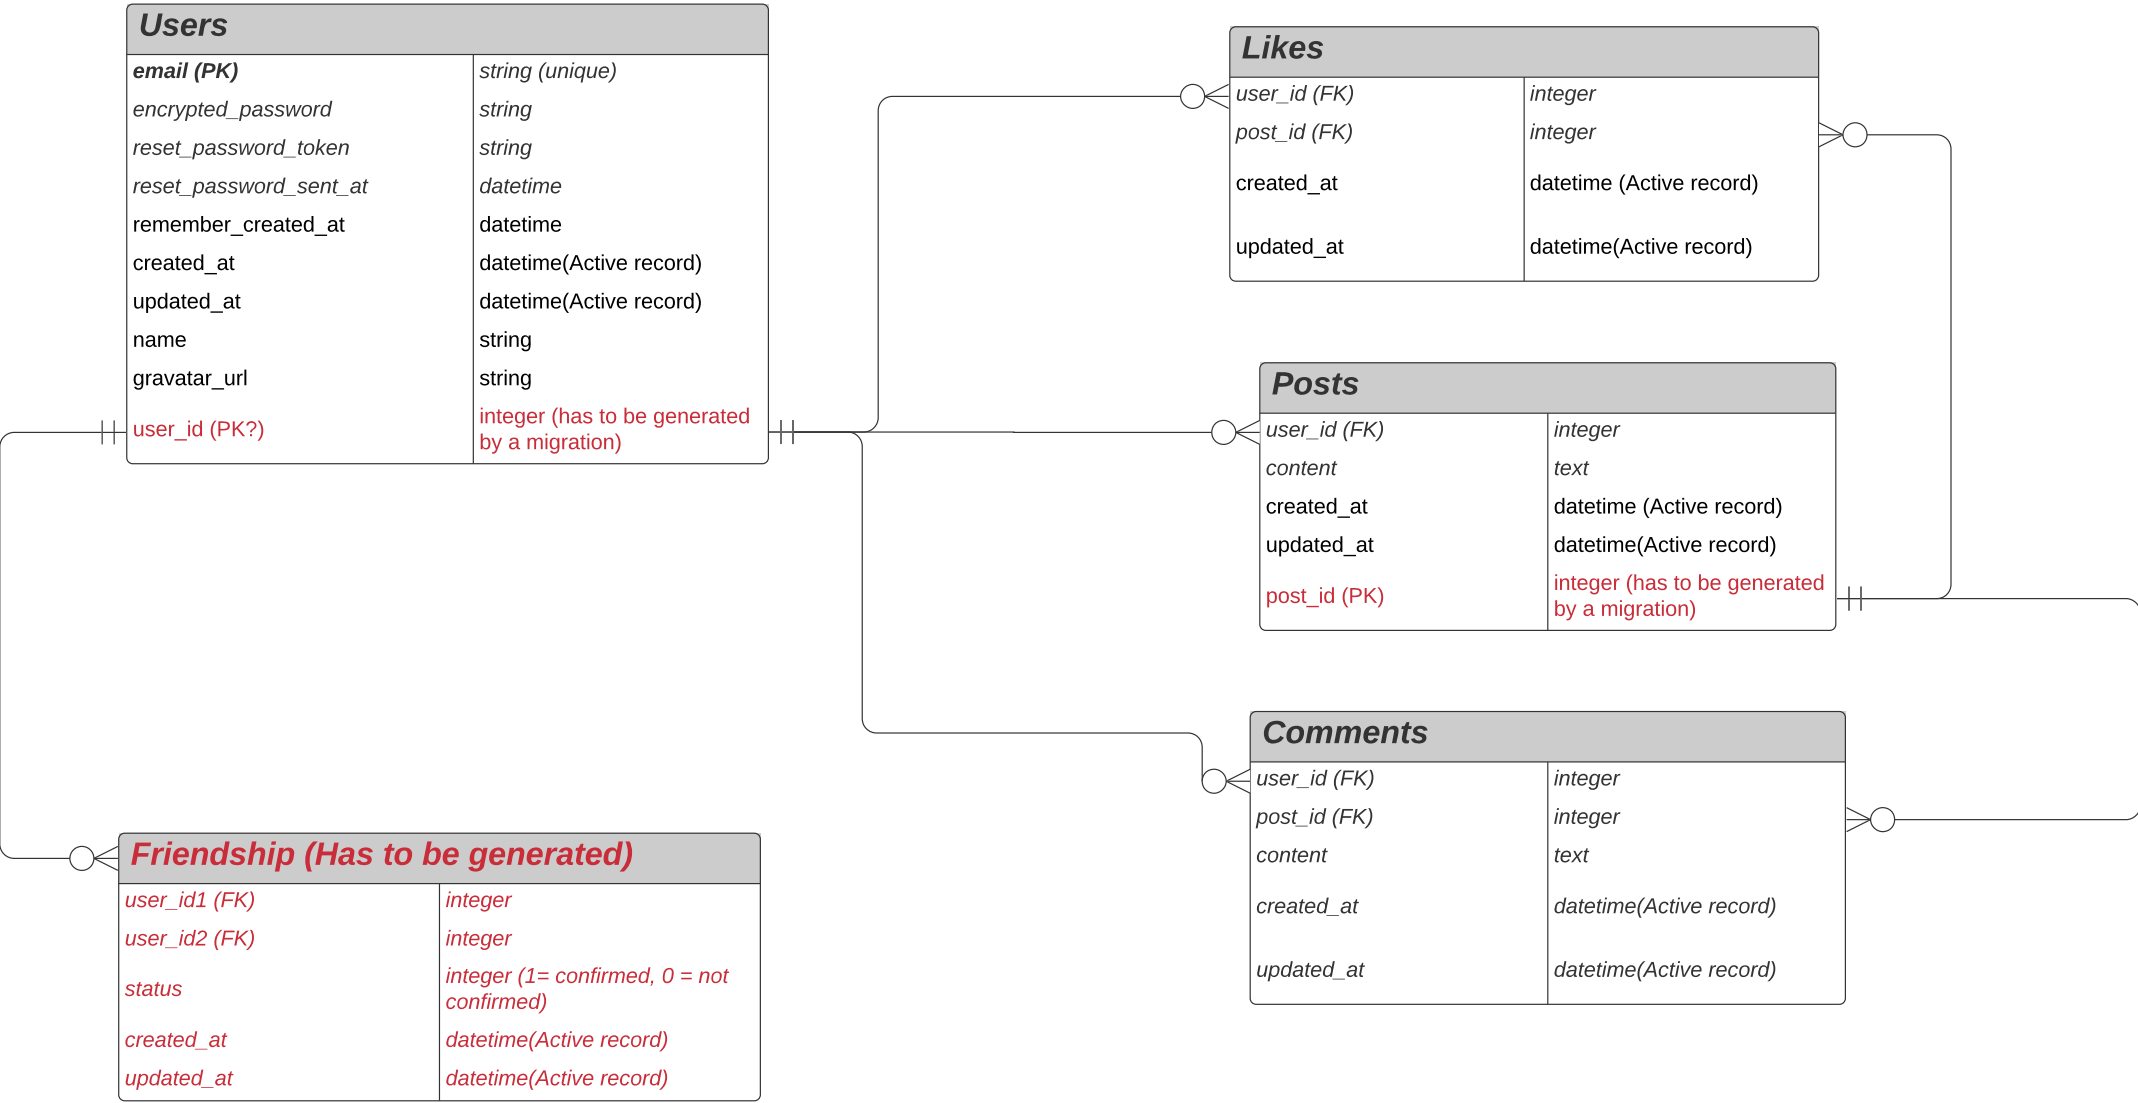 Users
email (PK) string (unique)
encrypted_password string
reset_password_token string
reset_password_sent_at datetime
remember_created_at datetime
created_at datetime(Active record)
updated_at datetime(Active record)
name string
gravatar_url string
user_id (PK?) integer (has to be generated
by a migration)
Likes
user_id (FK) integer
post_id (FK) integer
created_at datetime (Active record)
updated_at datetime(Active record)
Posts
user_id (FK) integer
content text
created_at datetime (Active record)
updated_at datetime(Active record)
post_id (PK) integer (has to be generated
by a migration)
Comments
user_id (FK) integer
post_id (FK) integer
content text
created_at datetime(Active record)
updated_at datetime(Active record)
Friendship (Has to be generated)
user_id1 (FK) integer
user_id2 (FK) integer
status integer (1= confirmed, 0 = not
confirmed)
created_at datetime(Active record)
updated_at datetime(Active record)